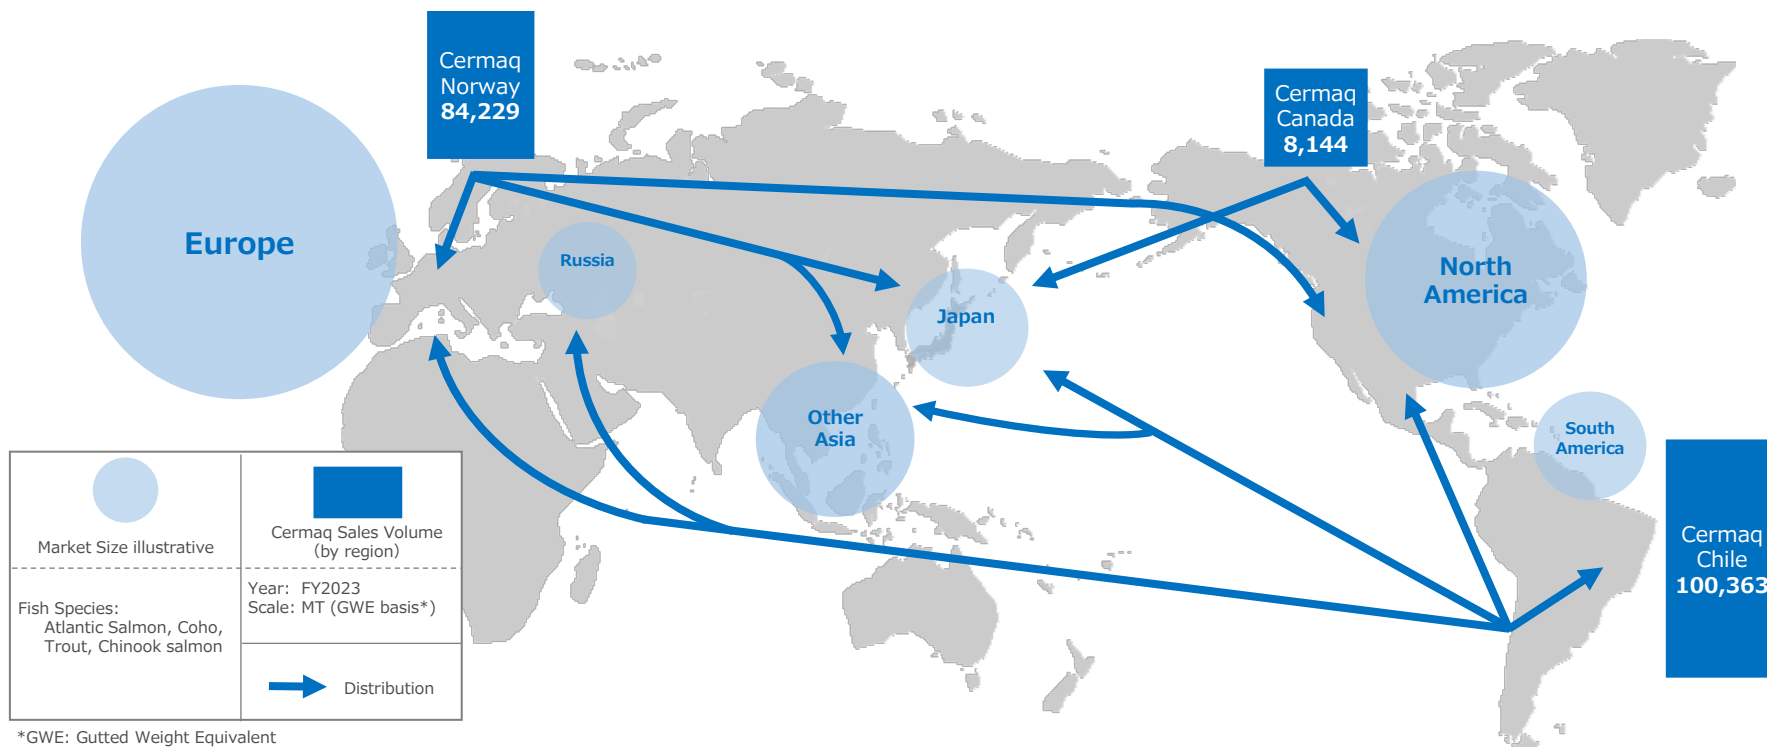 Cermaq
Norway
84,229
Cermaq
Canada
8,144
Europe
Russia
Japan
North
America
Other
Asia
South
America
Cermaq
Chile
100,363
Market Size illustrative
Cermaq Sales Volume
(by region)
Fish Species:
Atlantic Salmon, Coho,
Trout, Chinook salmon
Year: FY2023
Scale: MT (GWE basis*)
Distribution
*GWE: Gutted Weight Equivalent